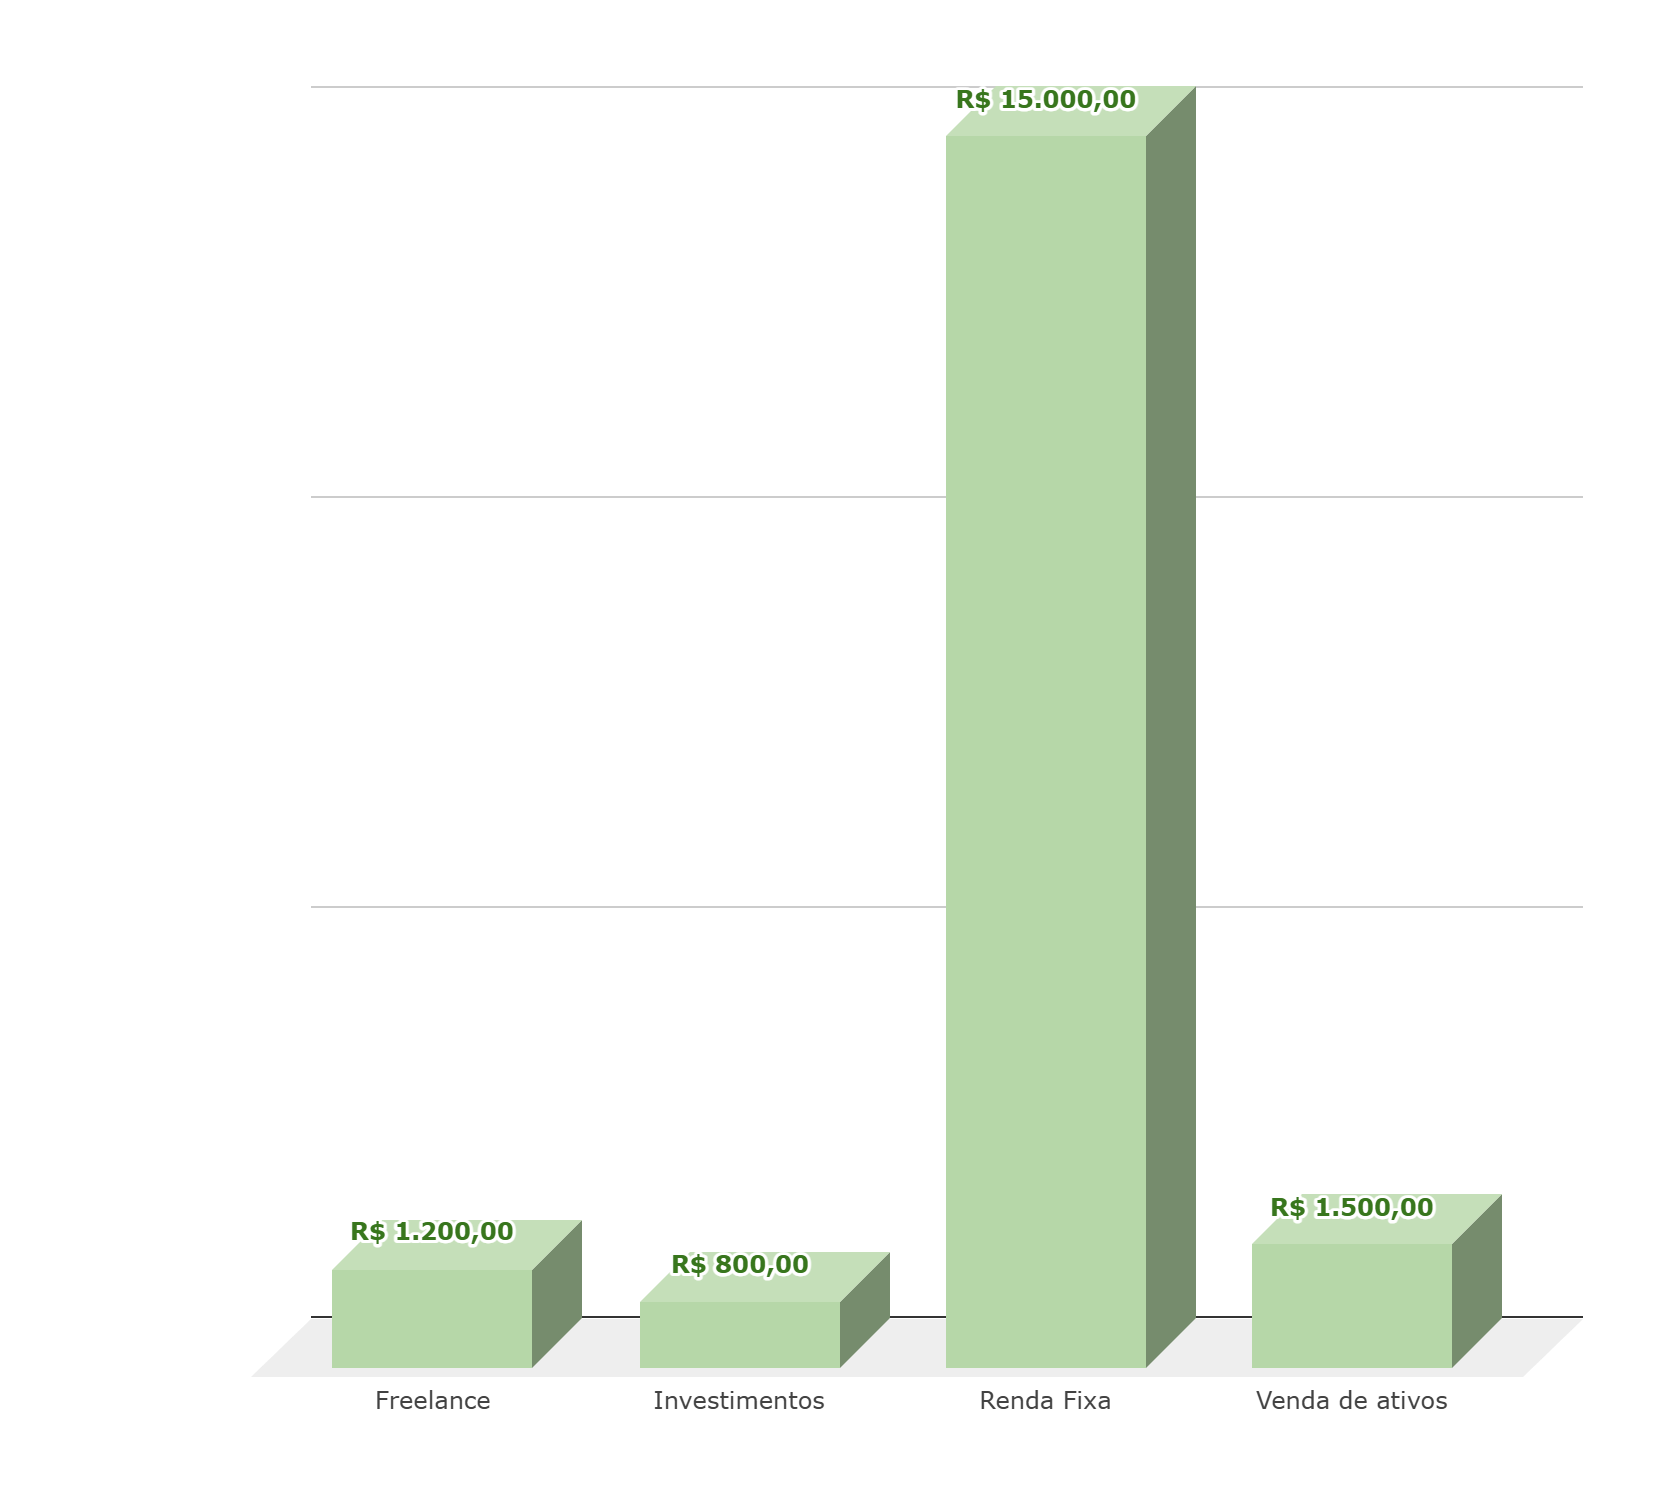 R$ 15.000,00
R$ 1.200,00
R$ 800,00
R$ 1.500,00
Freelance
Investimentos
Renda Fixa
Venda de ativos